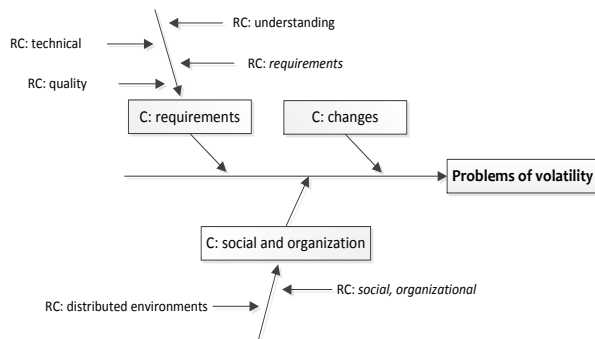 RC: understanding
RC: technical
RC: requirements
RC: quality
C: requirements
C: changes
Problems of volatility
C: social and organization
RC: social, organizational
RC: distributed environments